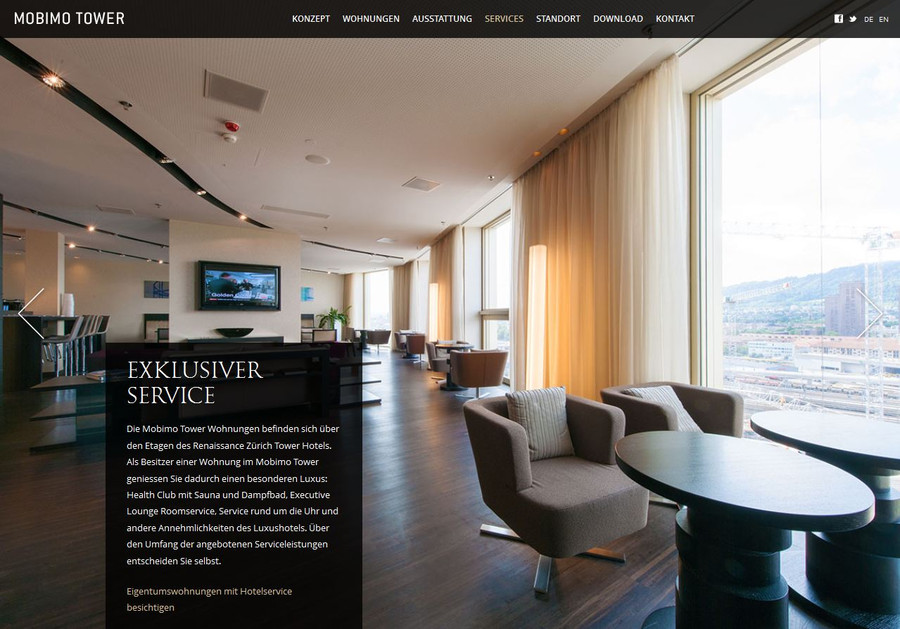 MOBIMO TOWER
KONZEPT WOHNUNGEN AUSSTATTUNG SERVICES STANDORT DOWNLOAD KONTAKT
DE EN
Golden
EXKLUSIVER
SERVICE
Die Mobimo Tower Wohnungen befinden sich über
den Etagen des Renaissance Zürich Tower Hotels.
Als Besitzer einer Wohnung im Mobimo Tower
geniessen Sie dadurch einen besonderen Luxus:
Health Club mit Sauna und Dampfbad, Executive
Lounge Roomservice, Service rund um die Uhr und
andere Annehmlichkeiten des Luxushotels. Über
den Umfang der angebotenen Serviceleistungen
entscheiden Sie selbst.
Eigentumswohnungen mit Hotelservice
besichtigen